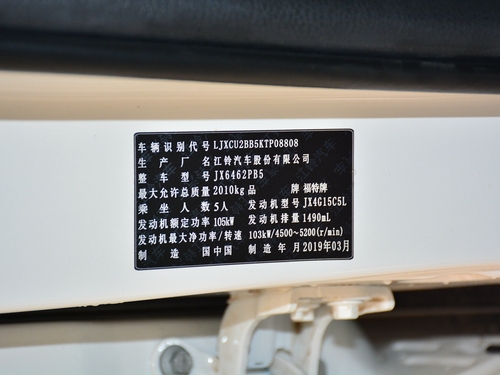 车辆识别代号 LJXCU2BB5KTP08808
生产厂名 江铃汽车股份有限公司
整车型号 JX6462PB5
最大允许总质量 2010kg 品牌 福特牌
乘坐人数 5人 发动机型号 JX4G15C5L
发动机额定功率 105kW 发动机排量 1490mL
发动机最大净功率/转速 103kW/4500~5200(r/min)
制造国 中国 制造年月 2019年03月